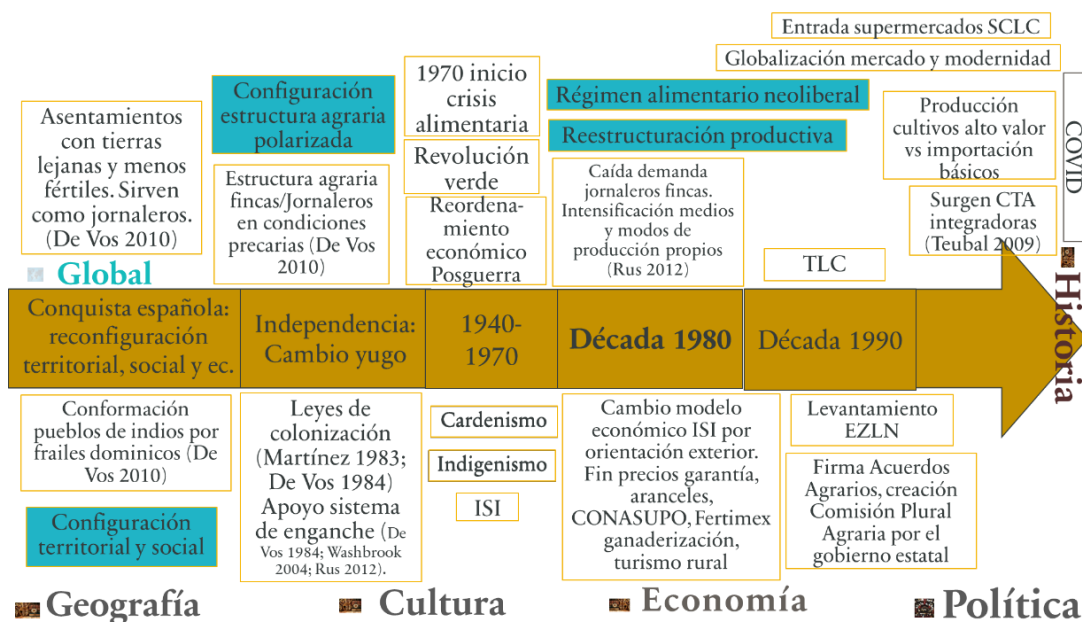 Entrada supermercados SCLC
Globalización mercado y modernidad
Asentamientos
con tierras
lejanas y menos
fértiles. Sirven
como jornaleros.
(De Vos 2010)
Configuración
estructura agraria
polarizada
Estructura agraria
fincas/Jornaleros
en condiciones
precarias (De Vos
2010)
1970 inicio
crisis
alimentaria
Revolución
verde
Reordena-
miento
económico
Posguerra
Régimen alimentario neoliberal
Reestructuración productiva
Caída demanda
jornaleros fincas.
Intensificación medios
y modos de
producción propios
(Rus 2012)
TLC
Producción
cultivos alto valor
vs importación
básicos
Surgen CTA
integradoras
(Teubal 2009)
COVID
Global
Historia
Conquista española:
reconfiguración
territorial, social y ec.
Independencia:
Cambio yugo
1940-
1970
Década 1980
Década 1990
Conformación
pueblos de indios por
frailes dominicos (De
Vos 2010)
Configuración
territorial y social
Leyes de
colonización
(Martínez 1983;
De Vos 1984)
Apoyo sistema
de enganche (De
Vos 1984; Washbrook
2004; Rus 2012).
Cardenismo
Indigenismo
ISI
Cambio modelo
económico ISI por
orientación exterior.
Fin precios garantía,
aranceles,
CONASUPO, Fertimex
ganaderización,
turismo rural
Levantamiento
EZLN
Firma Acuerdos
Agrarios, creación
Comisión Plural
Agraria por el
gobierno estatal
Geografía
Cultura
Economía
Política